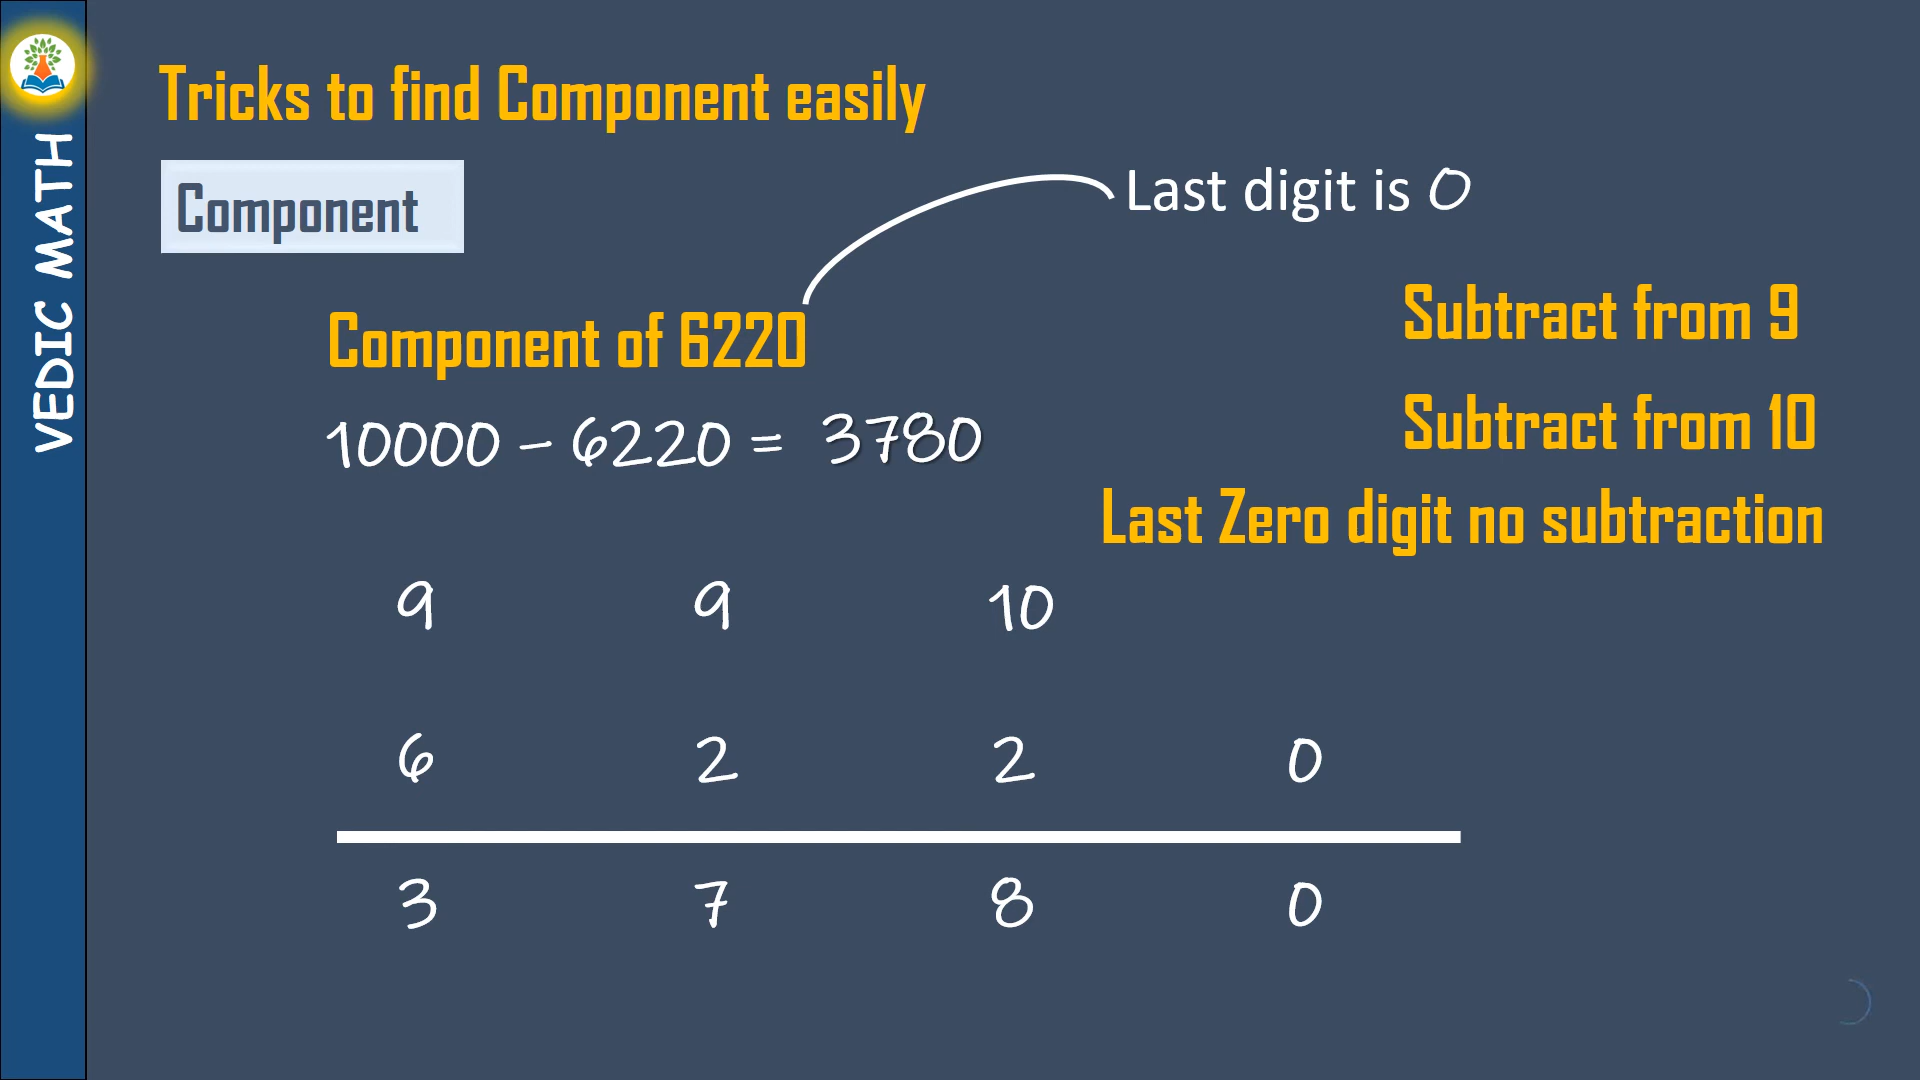 VEDIC MATH
Tricks to find Component easily
Component
Last digit is 0
Component of 6220
Subtract from 9
10000 - 6220 = 3780
Subtract from 10
Last Zero digit no subtraction
9 9 10
6 2 2 0
3 7 8 0